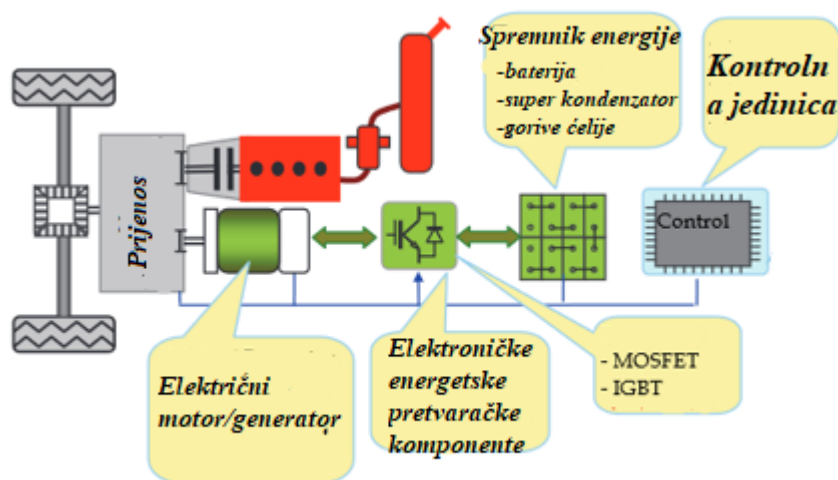 Spremnik energije
-baterija
-super kondenzator
-gorive ćelije
Kontroln
a jedinica
Prijenos
Control
Električni
motor/generator
Elektroničke
energetske
pretvaračke
komponente
- MOSFET
- IGBT